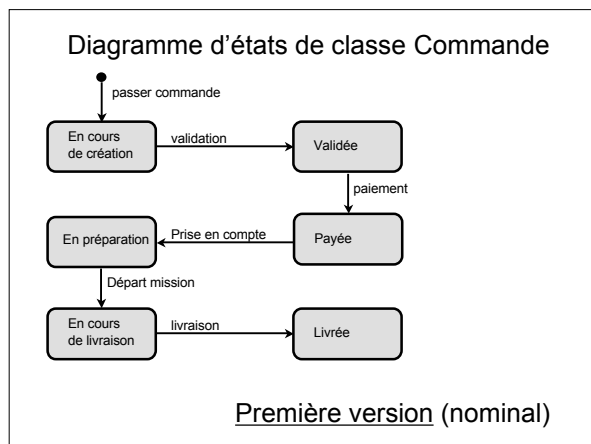 Diagramme d'états de classe Commande
passer commande
En cours
de création
validation
Validée
paiement
En préparation
Prise en compte
Payée
Départ mission
En cours
de livraison
livraison
Livrée
Première version (nominal)